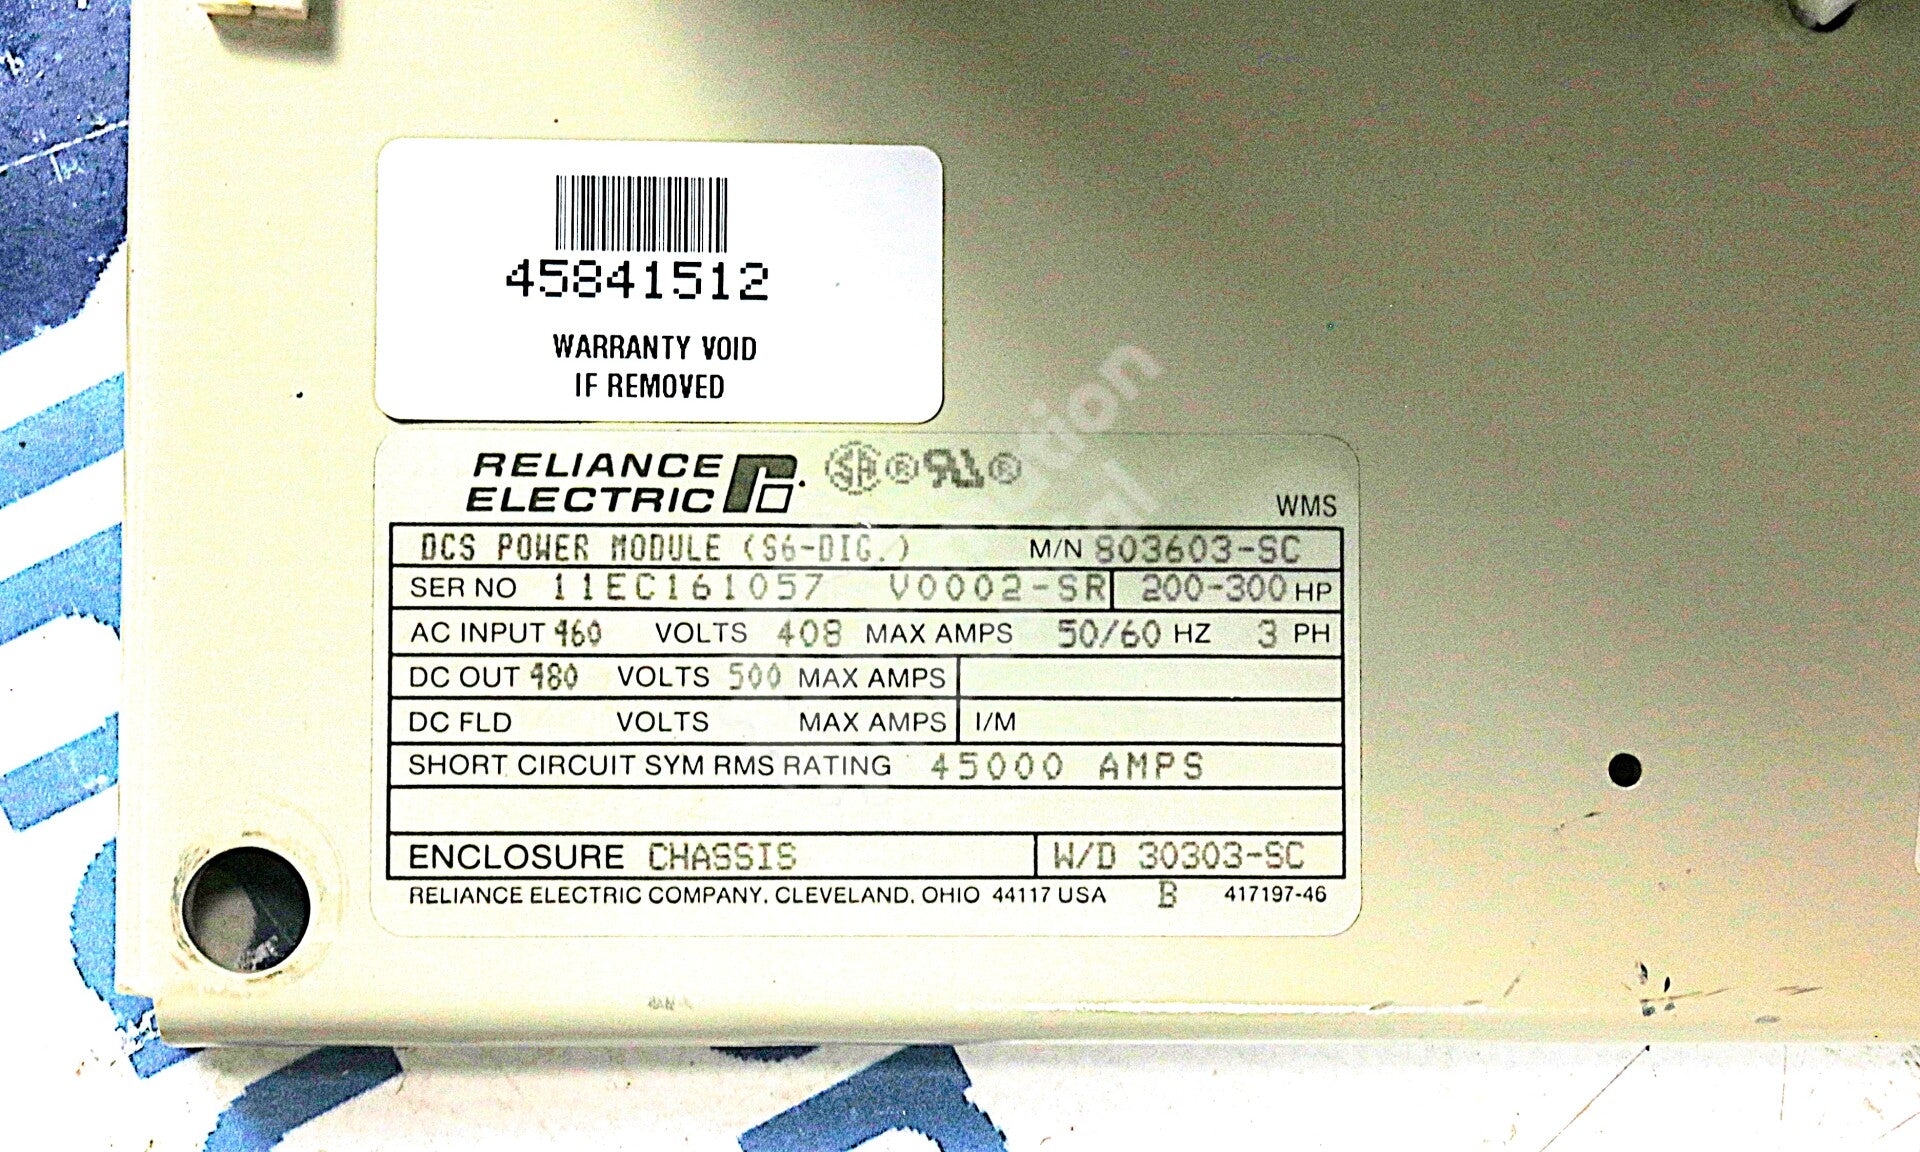 45841512
WARRANTY VOID
IF REMOVED
RELIANCE
ELECTRIC
WMS
DCS POWER MODULE (S6-DIG.) M/N 803603-SC
SER NO 11EC161057 V0002-SR 200-300 HP
AC INPUT 460 VOLTS 408 MAX AMPS 50/60 HZ 3 PH
DC OUT 480 VOLTS 500 MAX AMPS
DC FLD VOLTS MAX AMPS I/M
SHORT CIRCUIT SYM RMS RATING 45000 AMPS
ENCLOSURE CHASSIS W/D 30303-SC
RELIANCE ELECTRIC COMPANY. CLEVELAND. OHIO 44117 USA B 417197-46